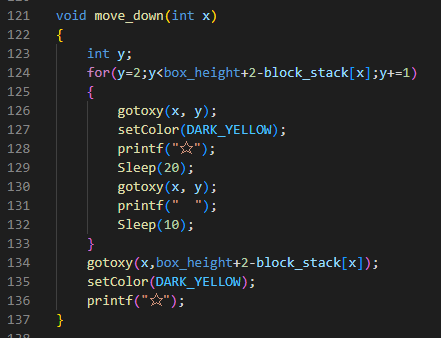 121 void move_down(int x)
122 {
123     int y;
124     for(y=2;y<box_height+2-block_stack[x];y+=1)
125     {
126         gotoxy(x, y);
127         setColor(DARK_YELLOW);
128         printf("☆");
129         Sleep(20);
130         gotoxy(x, y);
131         printf("  ");
132         Sleep(10);
133     }
134     gotoxy(x,box_height+2-block_stack[x]);
135     setColor(DARK_YELLOW);
136     printf("☆");
137 }